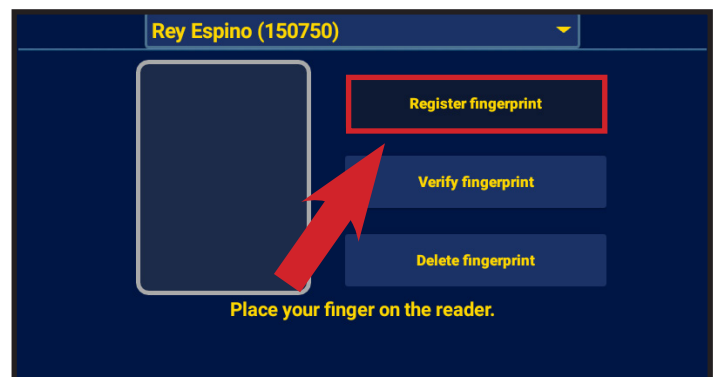 Rey Espino (150750)
Register fingerprint
Verify fingerprint
Delete fingerprint
Place your finger on the reader.